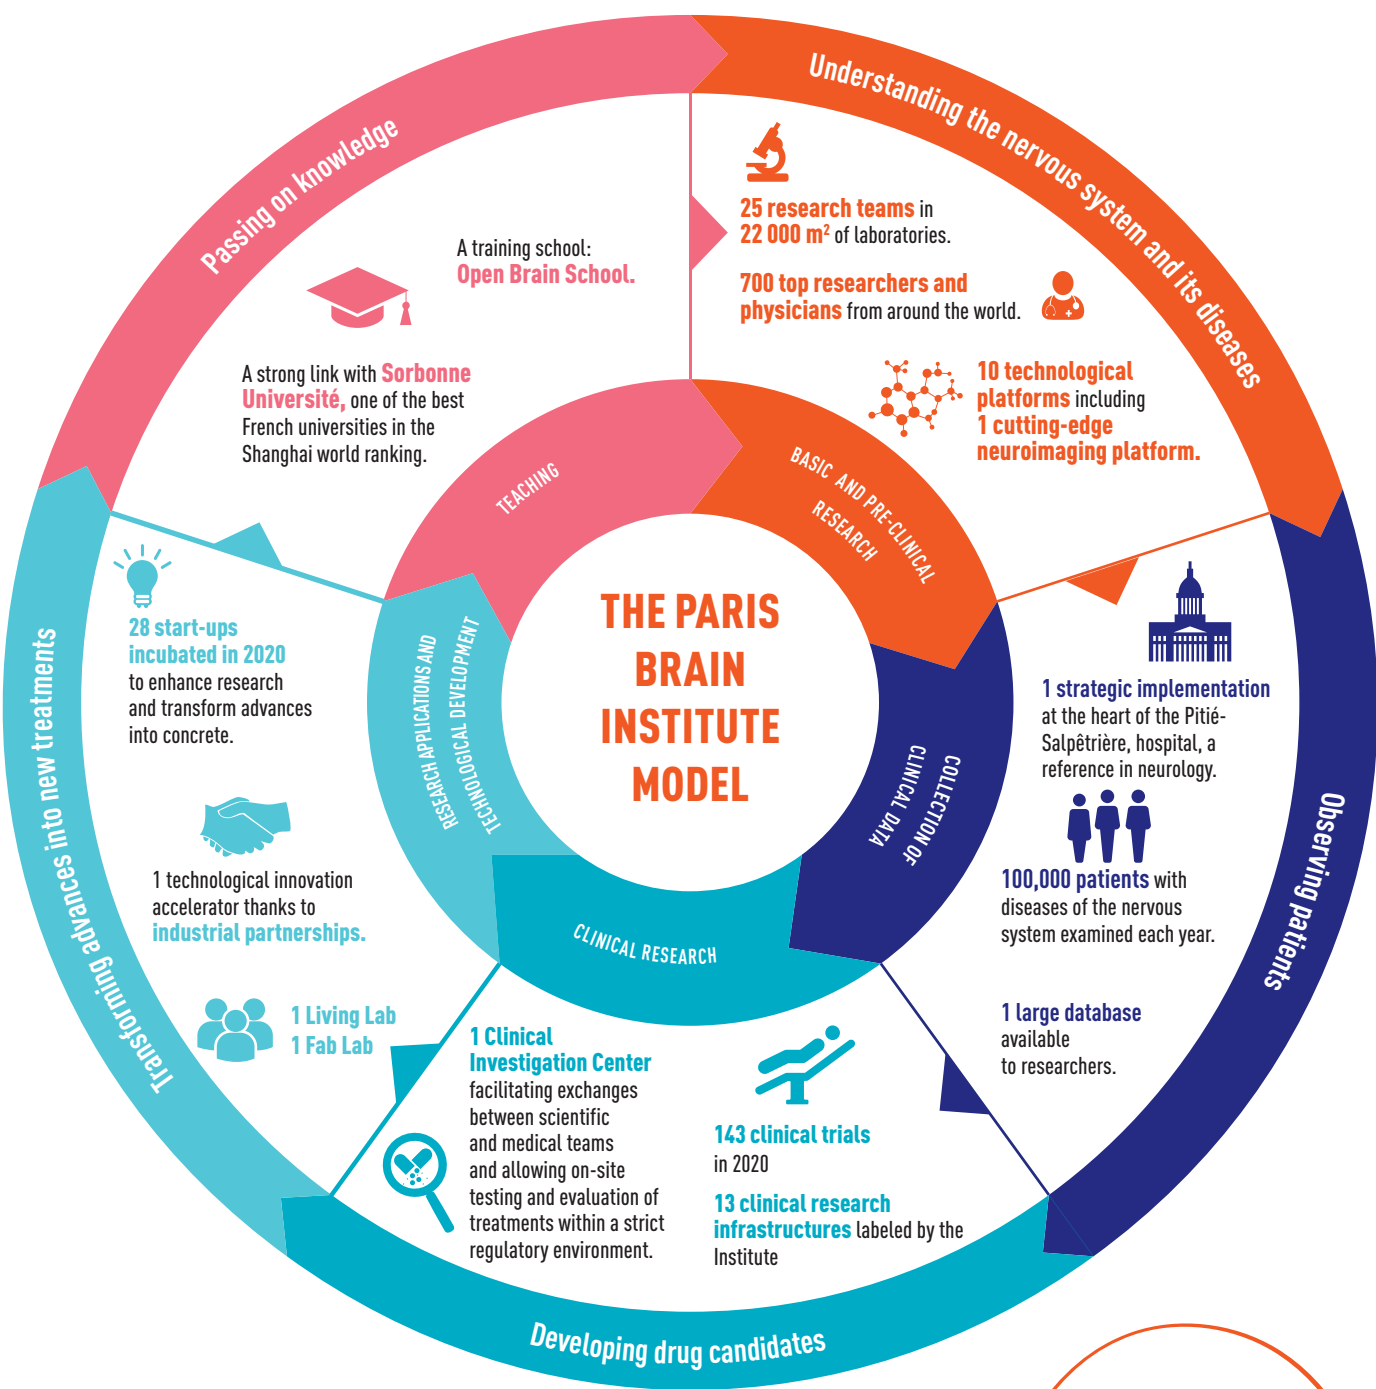 THE PARIS
BRAIN
INSTITUTE
MODEL
Understanding the nervous system and its diseases
BASIC AND PRE-CLINICAL
RESEARCH
25 research teams in
22 000 m² of laboratories.
700 top researchers and
physicians from around the world.
10 technological
platforms including
1 cutting-edge
neuroimaging platform.
Observing patients
COLLECTION OF
CLINICAL DATA
1 strategic implementation
at the heart of the Pitié-
Salpêtrière, hospital, a
reference in neurology.
100,000 patients with
diseases of the nervous
system examined each year.
1 large database
available
to researchers.
Developing drug candidates
CLINICAL RESEARCH
143 clinical trials
in 2020
13 clinical research
infrastructures labeled by the
Institute
1 Clinical
Investigation Center
facilitating exchanges
between scientific
and medical teams
and allowing on-site
testing and evaluation of
treatments within a strict
regulatory environment.
Transforming advances into new treatments
RESEARCH APPLICATIONS AND
TECHNOLOGICAL DEVELOPMENT
28 start-ups
incubated in 2020
to enhance research
and transform advances
into concrete.
1 technological innovation
accelerator thanks to
industrial partnerships.
1 Living Lab
1 Fab Lab
Passing on knowledge
TEACHING
A training school:
Open Brain School.
A strong link with Sorbonne
Université, one of the best
French universities in the
Shanghai world ranking.